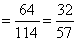 = 64/114 = 32/57